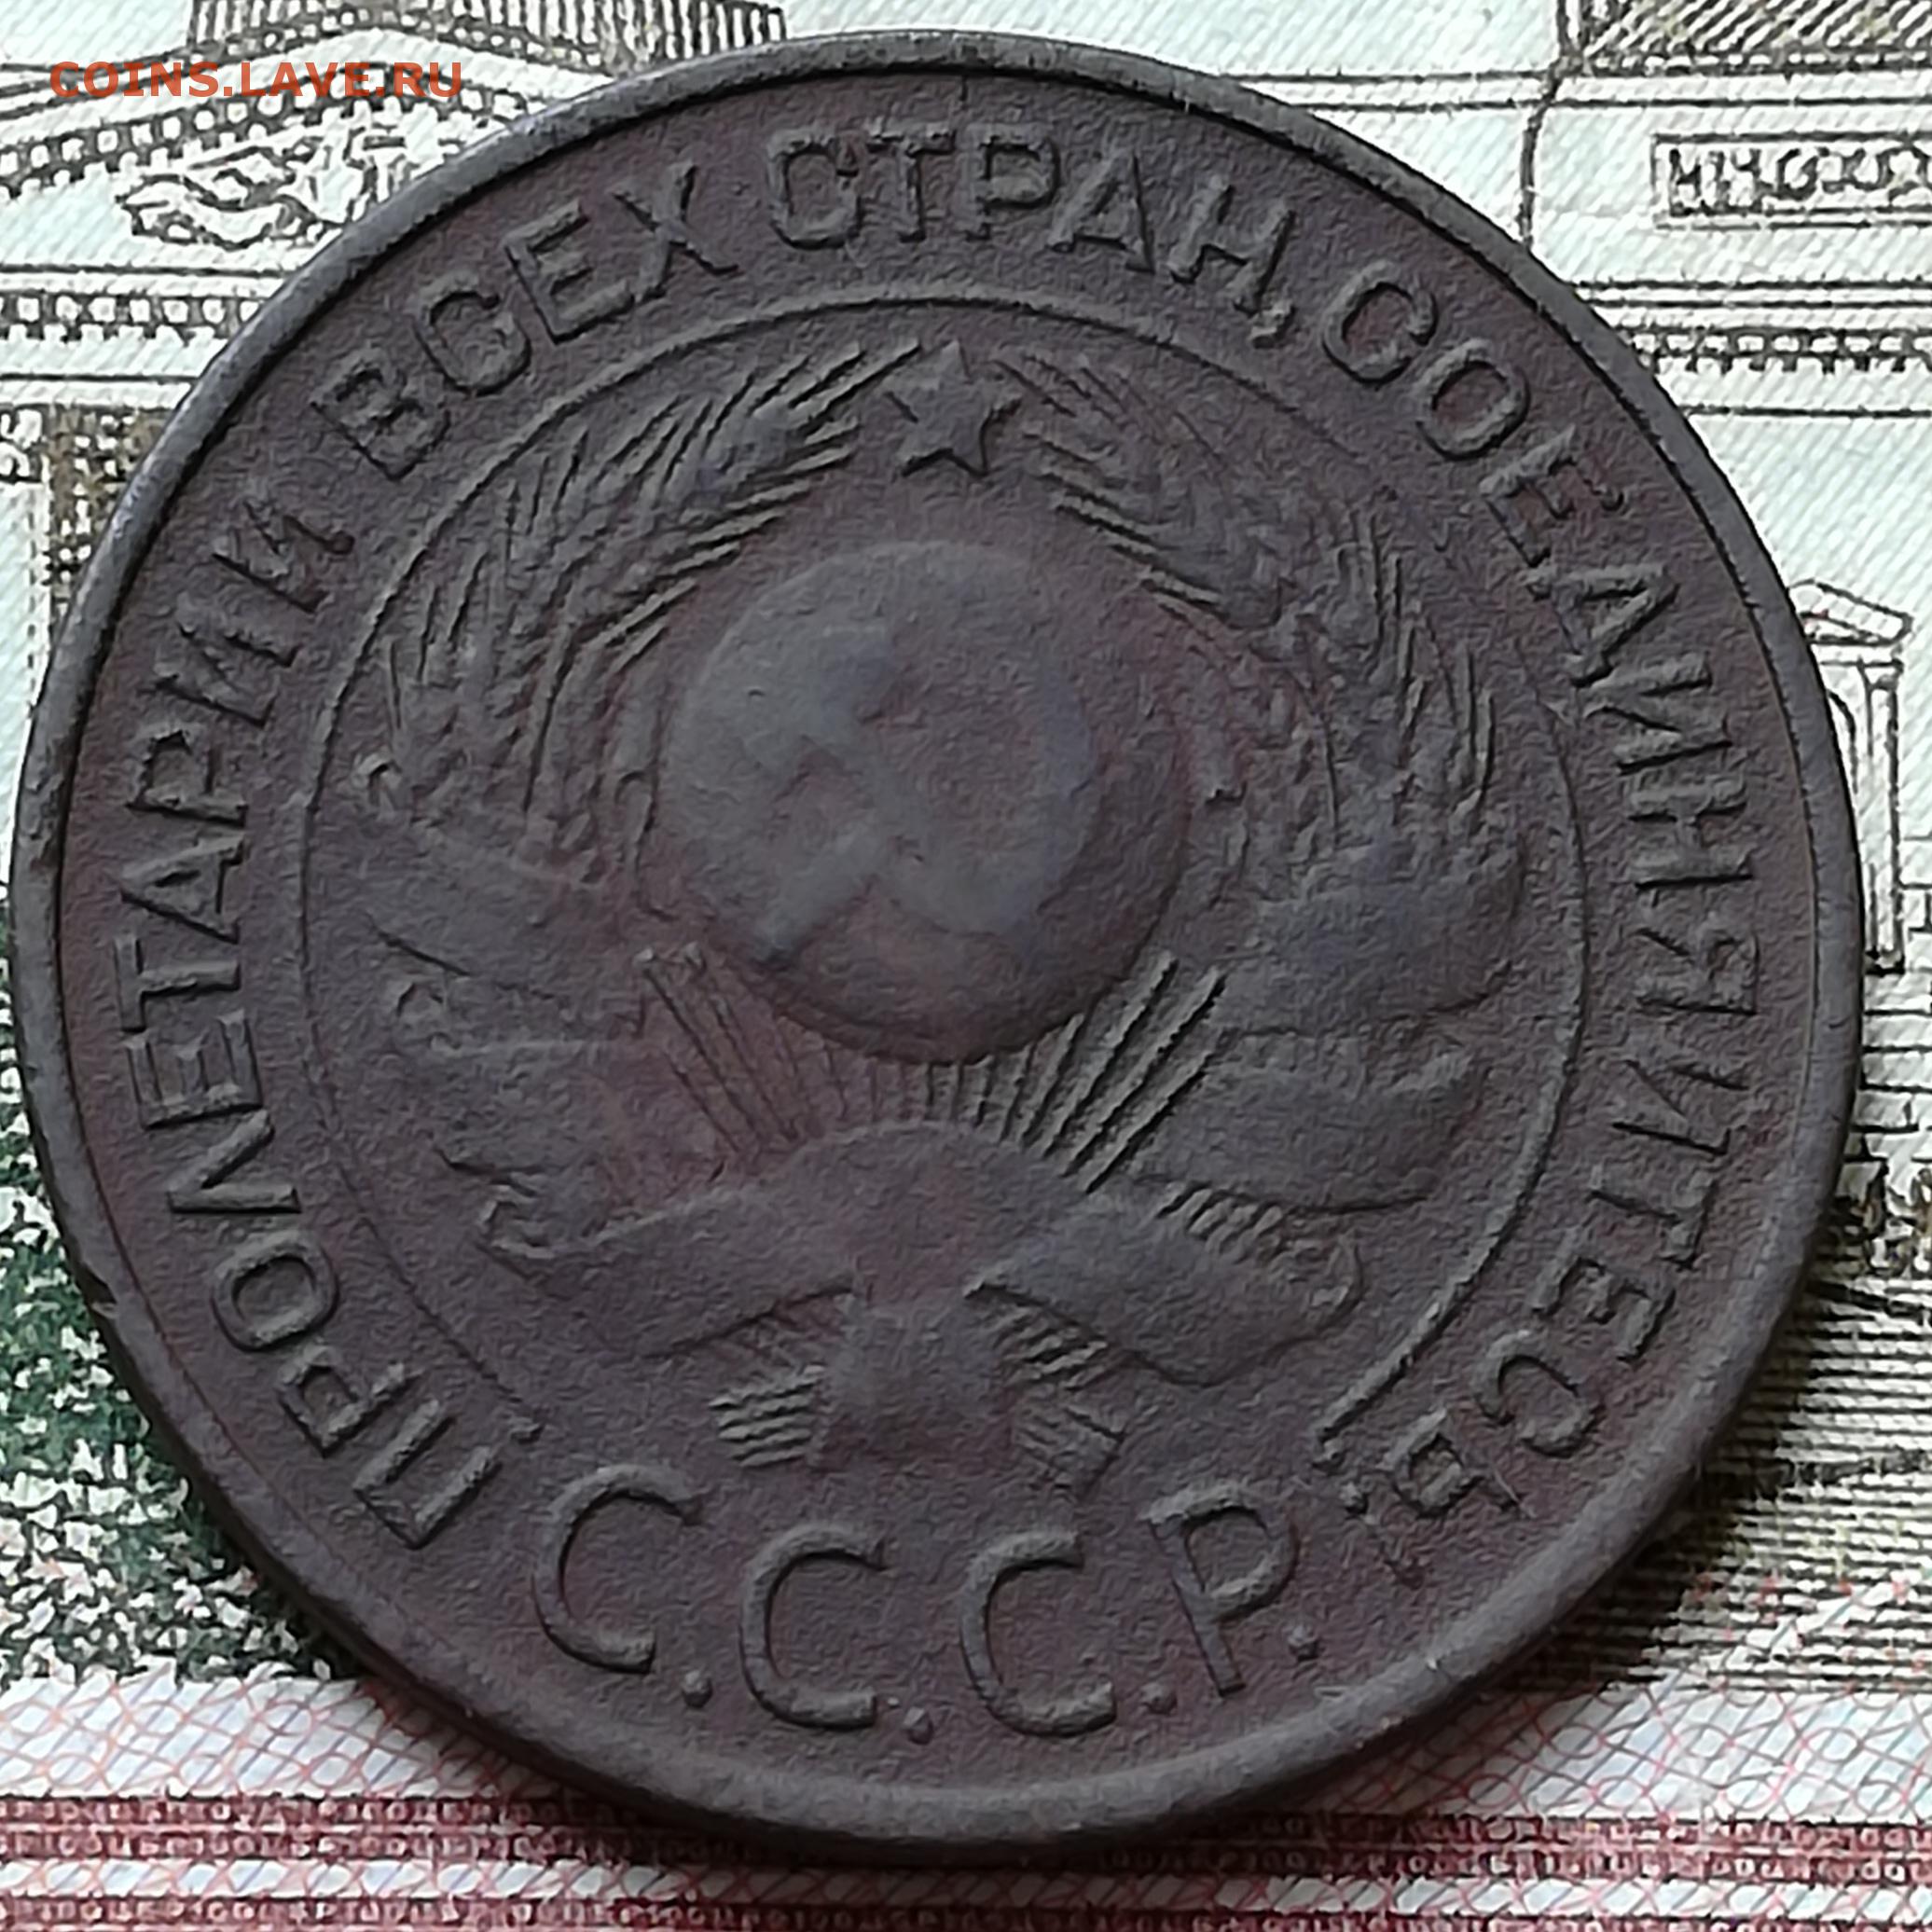 COINS.LAVE.RU
ПРОЛЕТАРИИ ВСЕХ СТРАН, СОЕДИНЯЙТЕСЬ!
С.С.С.Р.